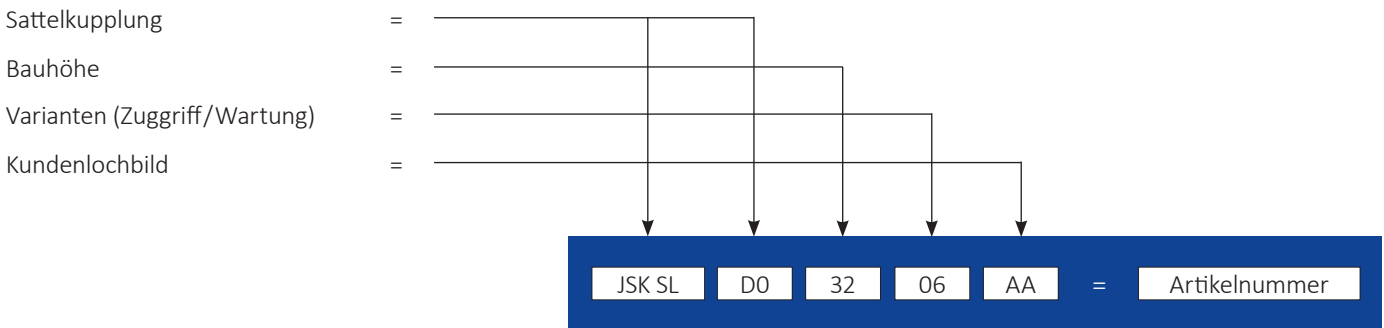 Sattelkupplung =
Bauhöhe =
Varianten (Zuggriff/Wartung) =
Kundenlochbild =
JSK SL D0 32 06 AA = Artikelnummer